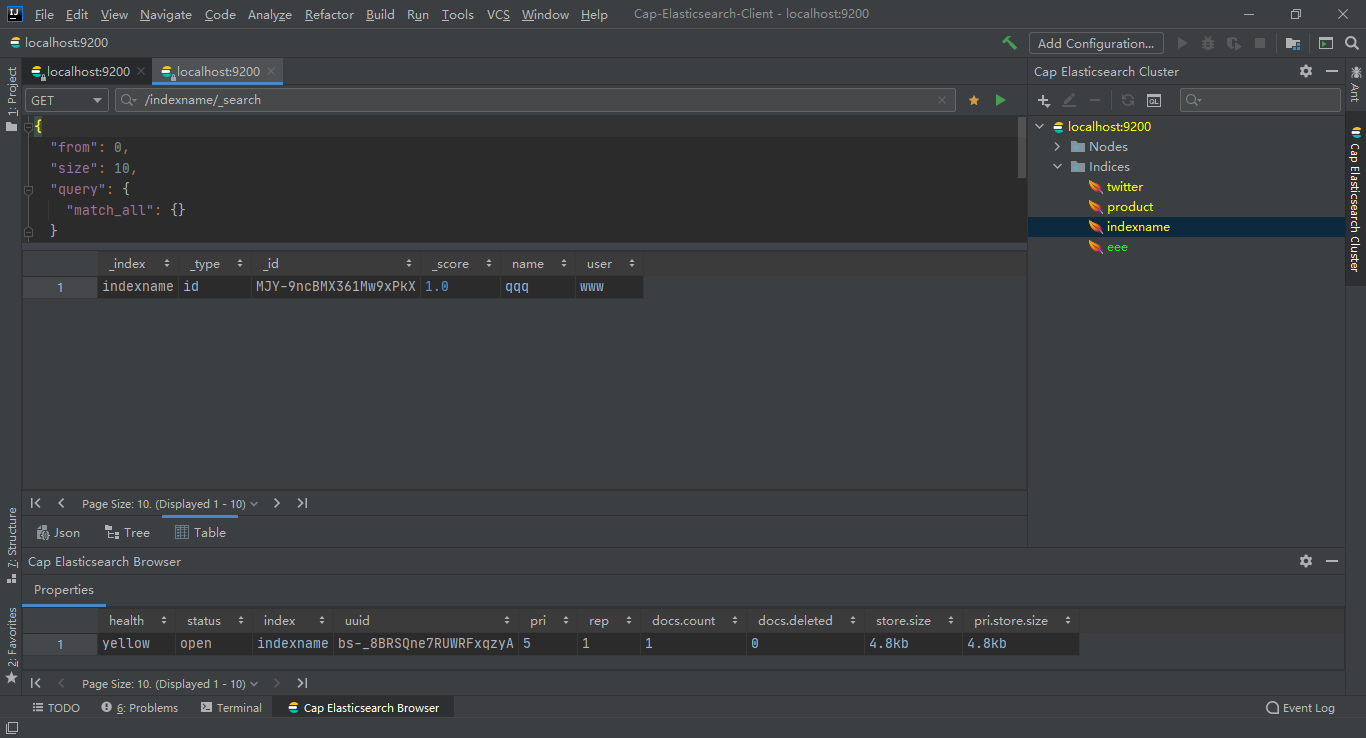 IJ File Edit View Navigate Code Analyze Refactor Build Run Tools VCS Window Help Cap-Elasticsearch-Client - localhost:9200
localhost:9200 Add Configuration...
1: Project
localhost:9200 localhost:9200
GET /indexname/_search
{
"from": 0,
"size": 10,
"query": {
"match_all": {}
}
_index _type _id _score name user
1 indexname id MJY-9ncBMX361Mw9xPkX 1.0 qqq www
Page Size: 10. (Displayed 1 - 10)
Json Tree Table
Cap Elasticsearch Cluster
QL
localhost:9200
Nodes
Indices
twitter
product
indexname
eee
Ant
Cap Elasticsearch Cluster
7: Structure
2: Favorites
Cap Elasticsearch Browser
Properties
health status index uuid pri rep docs.count docs.deleted store.size pri.store.size
1 yellow open indexname bs-_8BRSQne7RUWRFxqzyA 5 1 1 0 4.8kb 4.8kb
Page Size: 10. (Displayed 1 - 10)
TODO 6: Problems Terminal Cap Elasticsearch Browser Event Log